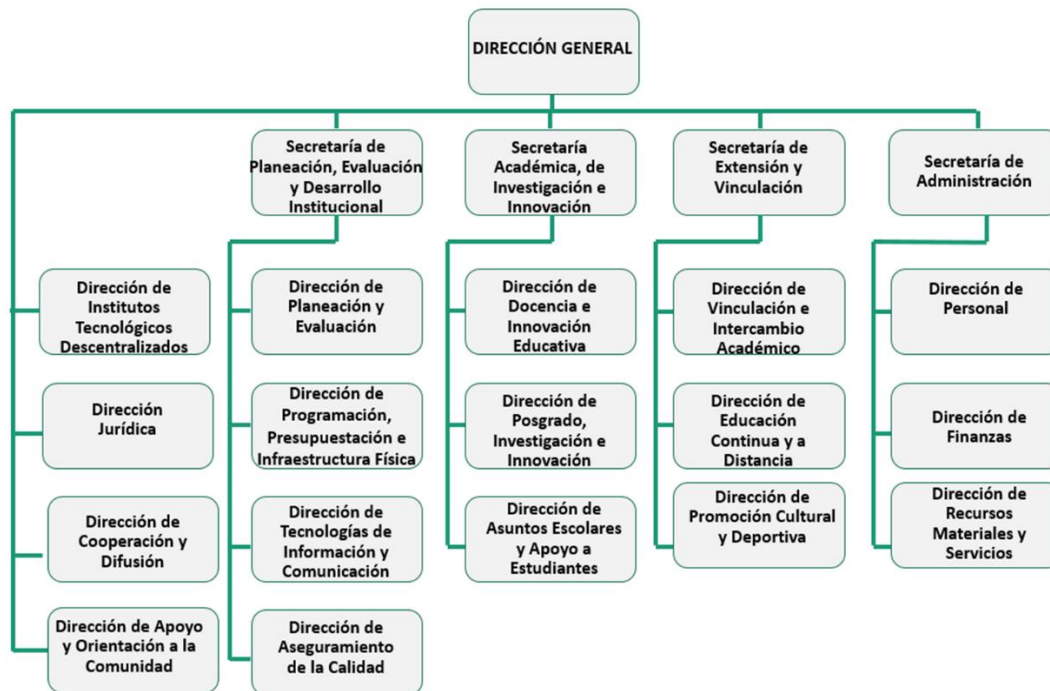 DIRECCIÓN GENERAL
Secretaría de
Planeación, Evaluación
y Desarrollo
Institucional
Secretaría
Académica, de
Investigación e
Innovación
Secretaría de
Extensión y
Vinculación
Secretaría de
Administración
Dirección de
Institutos
Tecnológicos
Descentralizados
Dirección de
Planeación y
Evaluación
Dirección de
Docencia e
Innovación
Educativa
Dirección de
Vinculación e
Intercambio
Académico
Dirección de
Personal
Dirección
Jurídica
Dirección de
Programación,
Presupuestación e
Infraestructura Física
Dirección de
Posgrado,
Investigación e
Innovación
Dirección de
Educación
Continua y a
Distancia
Dirección de
Finanzas
Dirección de
Cooperación y
Difusión
Dirección de
Tecnologías de
Información y
Comunicación
Dirección de
Asuntos Escolares
y Apoyo a
Estudiantes
Dirección de
Promoción Cultural
y Deportiva
Dirección de
Recursos
Materiales y
Servicios
Dirección de Apoyo
y Orientación a la
Comunidad
Dirección de
Aseguramiento
de la Calidad